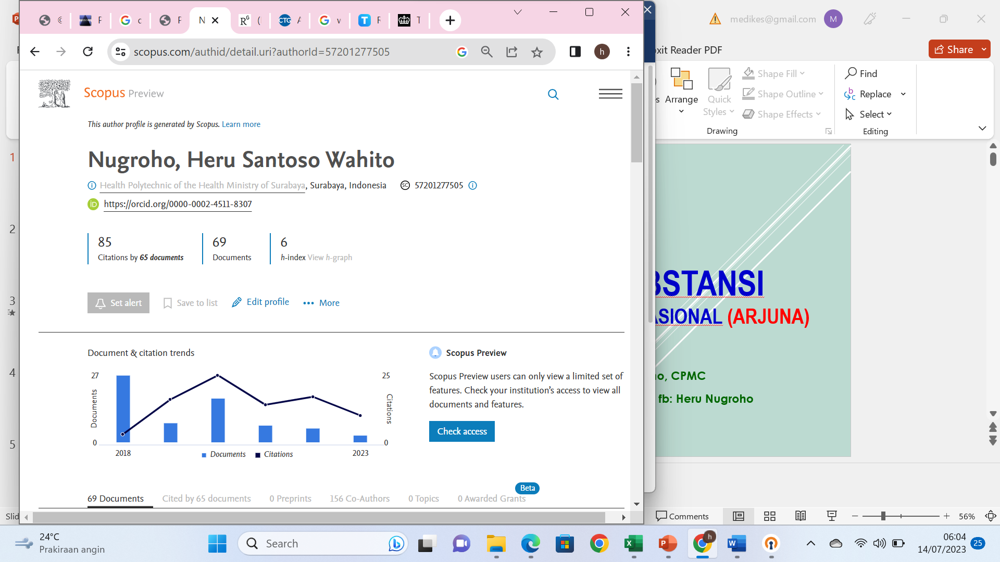 N
CTG
scopus.com/authid/detail.uri?authorId=57201277505
h
Scopus Preview
This author profile is generated by Scopus. Learn more
Nugroho, Heru Santoso Wahito
Health Polytechnic of the Health Ministry of Surabaya, Surabaya, Indonesia
SC 57201277505
iD https://orcid.org/0000-0002-4511-8307
85
Citations by 65 documents
69
Documents
6
h-index View h-graph
Set alert
Save to list
Edit profile
More
Document & citation trends
27
Documents
0
25
Citations
0
2018
2023
Documents
Citations
Scopus Preview
Scopus Preview users can only view a limited set of
features. Check your institution's access to view all
documents and features.
Check access
69 Documents
Cited by 65 documents
0 Preprints
156 Co-Authors
0 Topics
Beta
0 Awarded Grants
medikes@gmail.com
M
oxit Reader PDF
Share
Arrange
Quick
Styles
Shape Fill
Shape Outline
Shape Effects
Drawing
Find
Replace
Select
Editing
1
2
3
4
5
BSTANSI
ASIONAL (ARJUNA)
ho, CPMC
fb: Heru Nugroho
Slid
Comments
56%
24°C
Prakiraan angin
Search
06:04
14/07/2023
25